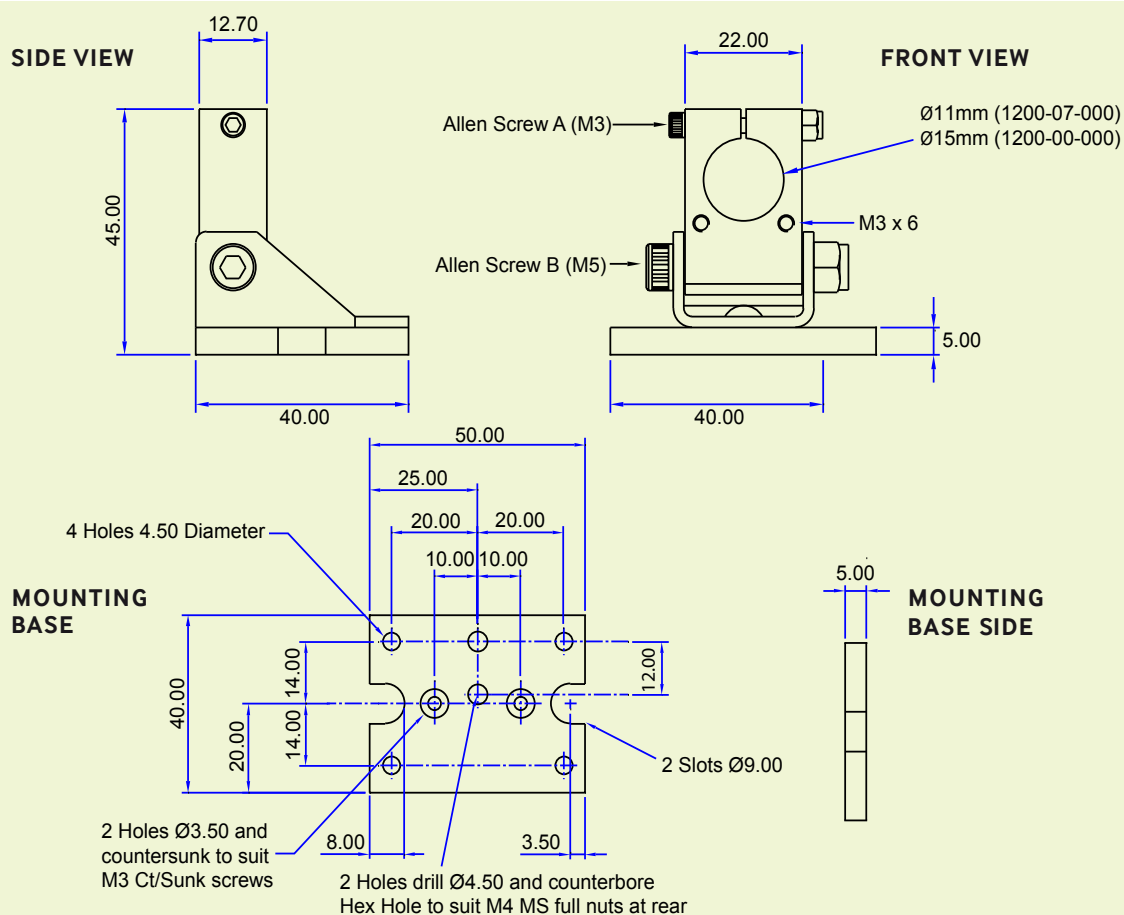 12.70
SIDE VIEW
45.00
40.00
22.00
FRONT VIEW
Allen Screw A (M3)
Ø11mm (1200-07-000)
Ø15mm (1200-00-000)
M3 x 6
Allen Screw B (M5)
5.00
40.00
50.00
25.00
20.00 20.00
10.00 10.00
4 Holes 4.50 Diameter
MOUNTING
BASE
40.00
20.00
14.00
14.00
12.00
2 Slots Ø9.00
8.00
3.50
2 Holes Ø3.50 and
countersunk to suit
M3 Ct/Sunk screws
2 Holes drill Ø4.50 and counterbore
Hex Hole to suit M4 MS full nuts at rear
5.00
MOUNTING
BASE SIDE